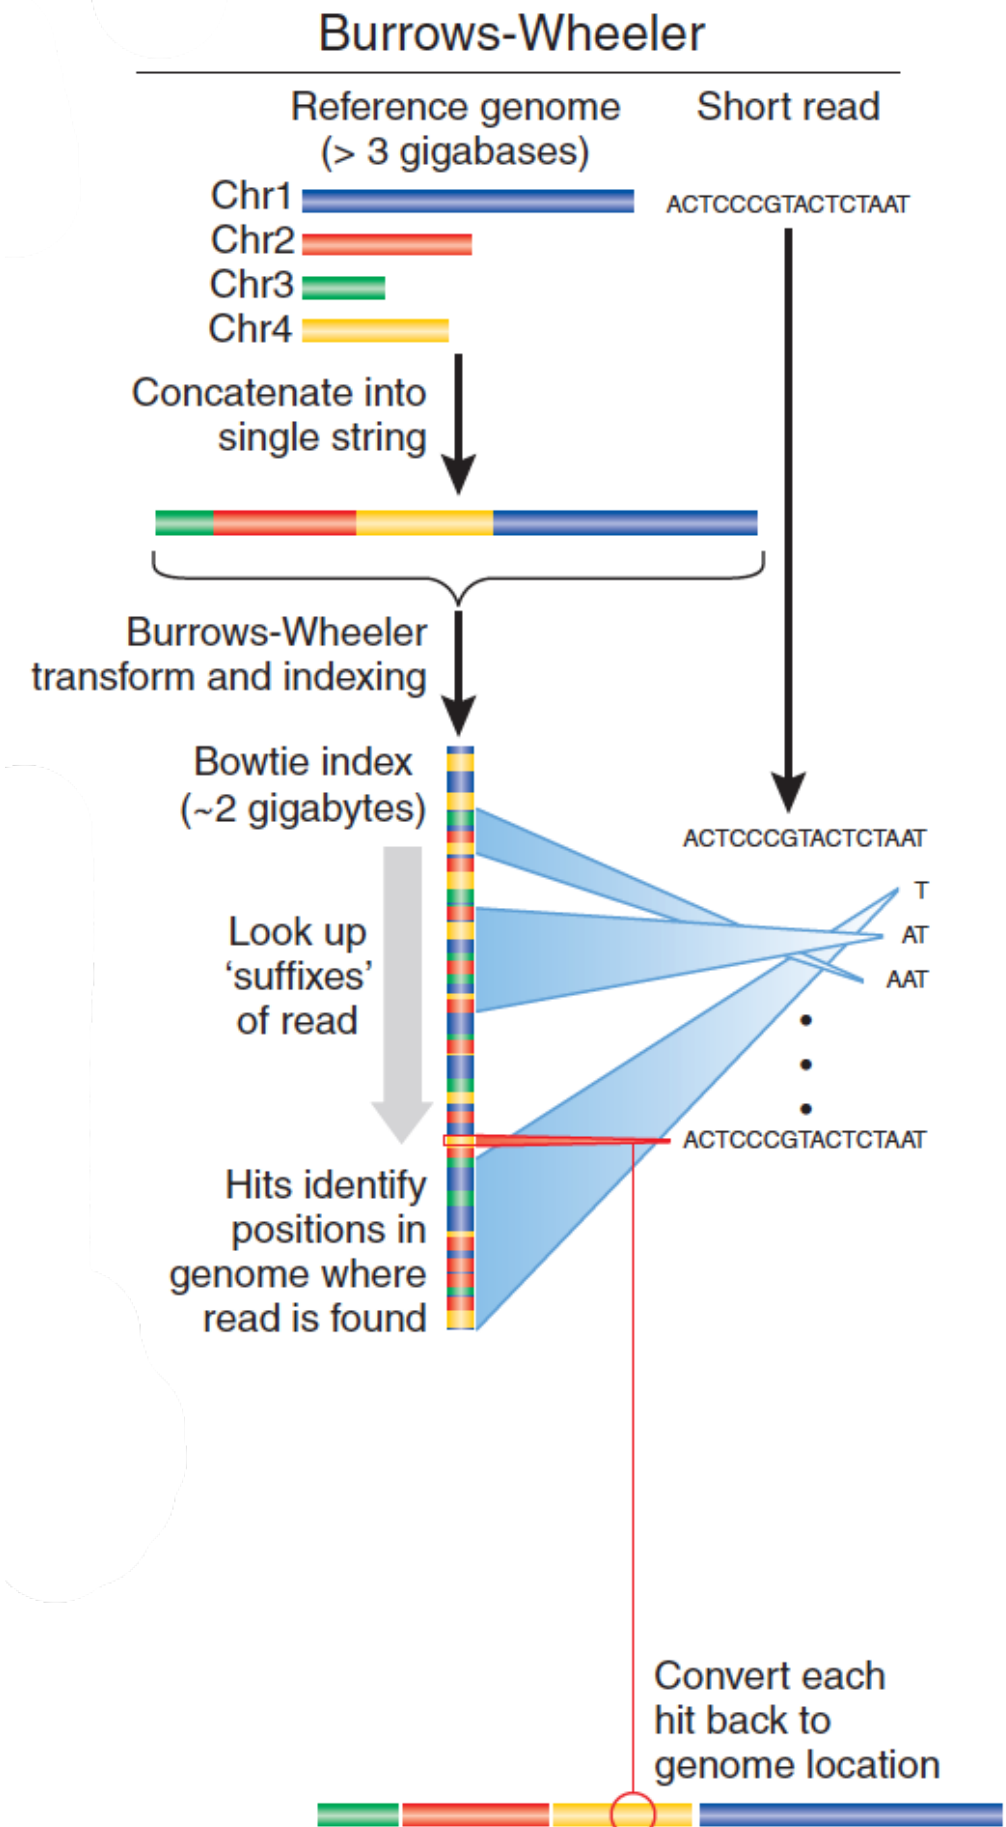 Burrows-Wheeler
Reference genome
(> 3 gigabases)
Short read
Chr1
ACTCCCGTACTCTAAT
Chr2
Chr3
Chr4
Concatenate into
single string
Burrows-Wheeler
transform and indexing
Bowtie index
(~2 gigabytes)
ACTCCCGTACTCTAAT
T
AT
AAT
Look up
‘suffixes’
of read
ACTCCCGTACTCTAAT
Hits identify
positions in
genome where
read is found
Convert each
hit back to
genome location